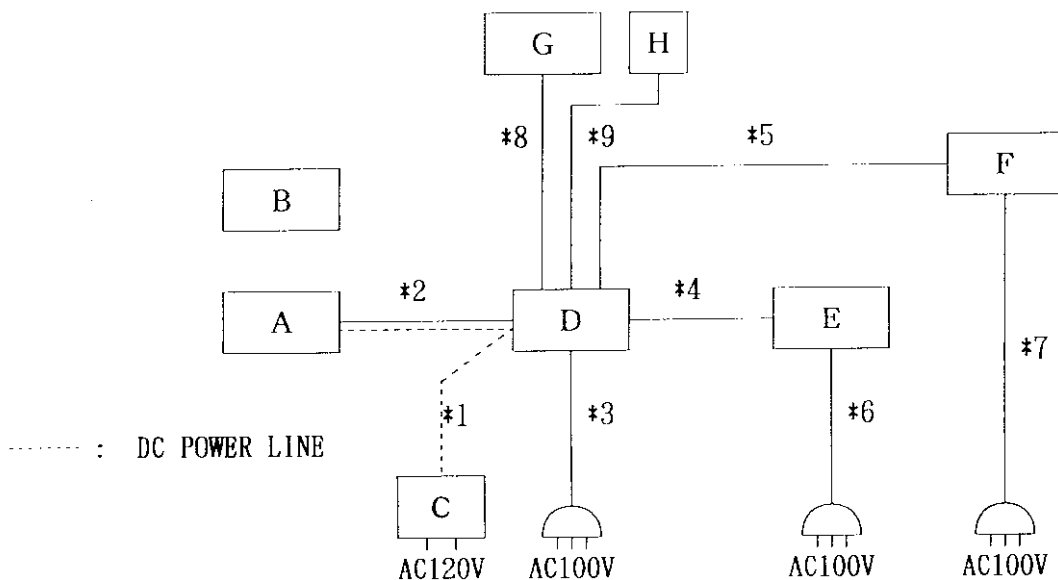 G
H
*8
*9
*5
F
B
*2
*4
A
D
E
*7
*1
*3
*6
: DC POWER LINE
C
AC120V
AC100V
AC100V
AC100V